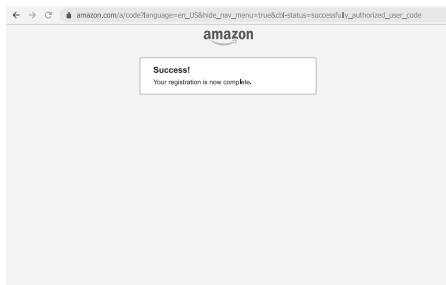 amazon.com/a/code?language=en_US&hide_nav_menu=true&cbl-status=successfully_authorized_user_code
amazon
Success!
Your registration is now complete.